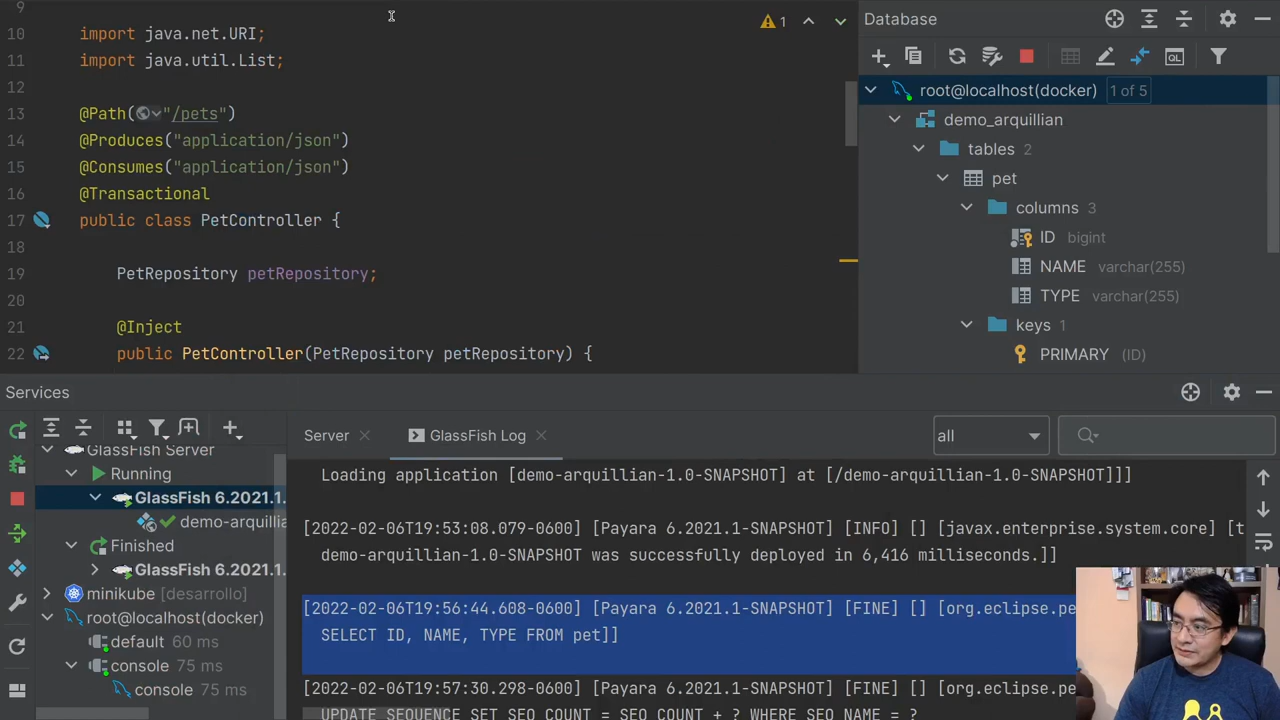 9
10 import java.net.URI;
11 import java.util.List;
12
13 @Path("/pets")
14 @Produces("application/json")
15 @Consumes("application/json")
16 @Transactional
17 public class PetController {
18
19 PetRepository petRepository;
20
21 @Inject
22 public PetController(PetRepository petRepository) {
1
Database
root@localhost(docker) 1 of 5
demo_arquillian
tables 2
pet
columns 3
ID bigint
NAME varchar(255)
TYPE varchar(255)
keys 1
PRIMARY (ID)
Services
GlassFish Server
Running
GlassFish 6.2021.1.
demo-arquillia
Finished
GlassFish 6.2021.1.
minikube [desarrollo]
root@localhost(docker)
default 60 ms
console 75 ms
console 75 ms
Server
GlassFish Log
all
Loading application [demo-arquillian-1.0-SNAPSHOT] at [/demo-arquillian-1.0-SNAPSHOT]]]
[2022-02-06T19:53:08.079-0600] [Payara 6.2021.1-SNAPSHOT] [INFO] [] [javax.enterprise.system.core] [t
demo-arquillian-1.0-SNAPSHOT was successfully deployed in 6,416 milliseconds.]]
[2022-02-06T19:56:44.608-0600] [Payara 6.2021.1-SNAPSHOT] [FINE] [] [org.eclipse.pe
SELECT ID, NAME, TYPE FROM pet]]
[2022-02-06T19:57:30.298-0600] [Payara 6.2021.1-SNAPSHOT] [FINE] [] [org.eclipse.pe
UPDATE SEQUENCE SET SEQ_COUNT = SEQ_COUNT + ? WHERE SEQ_NAME = ?